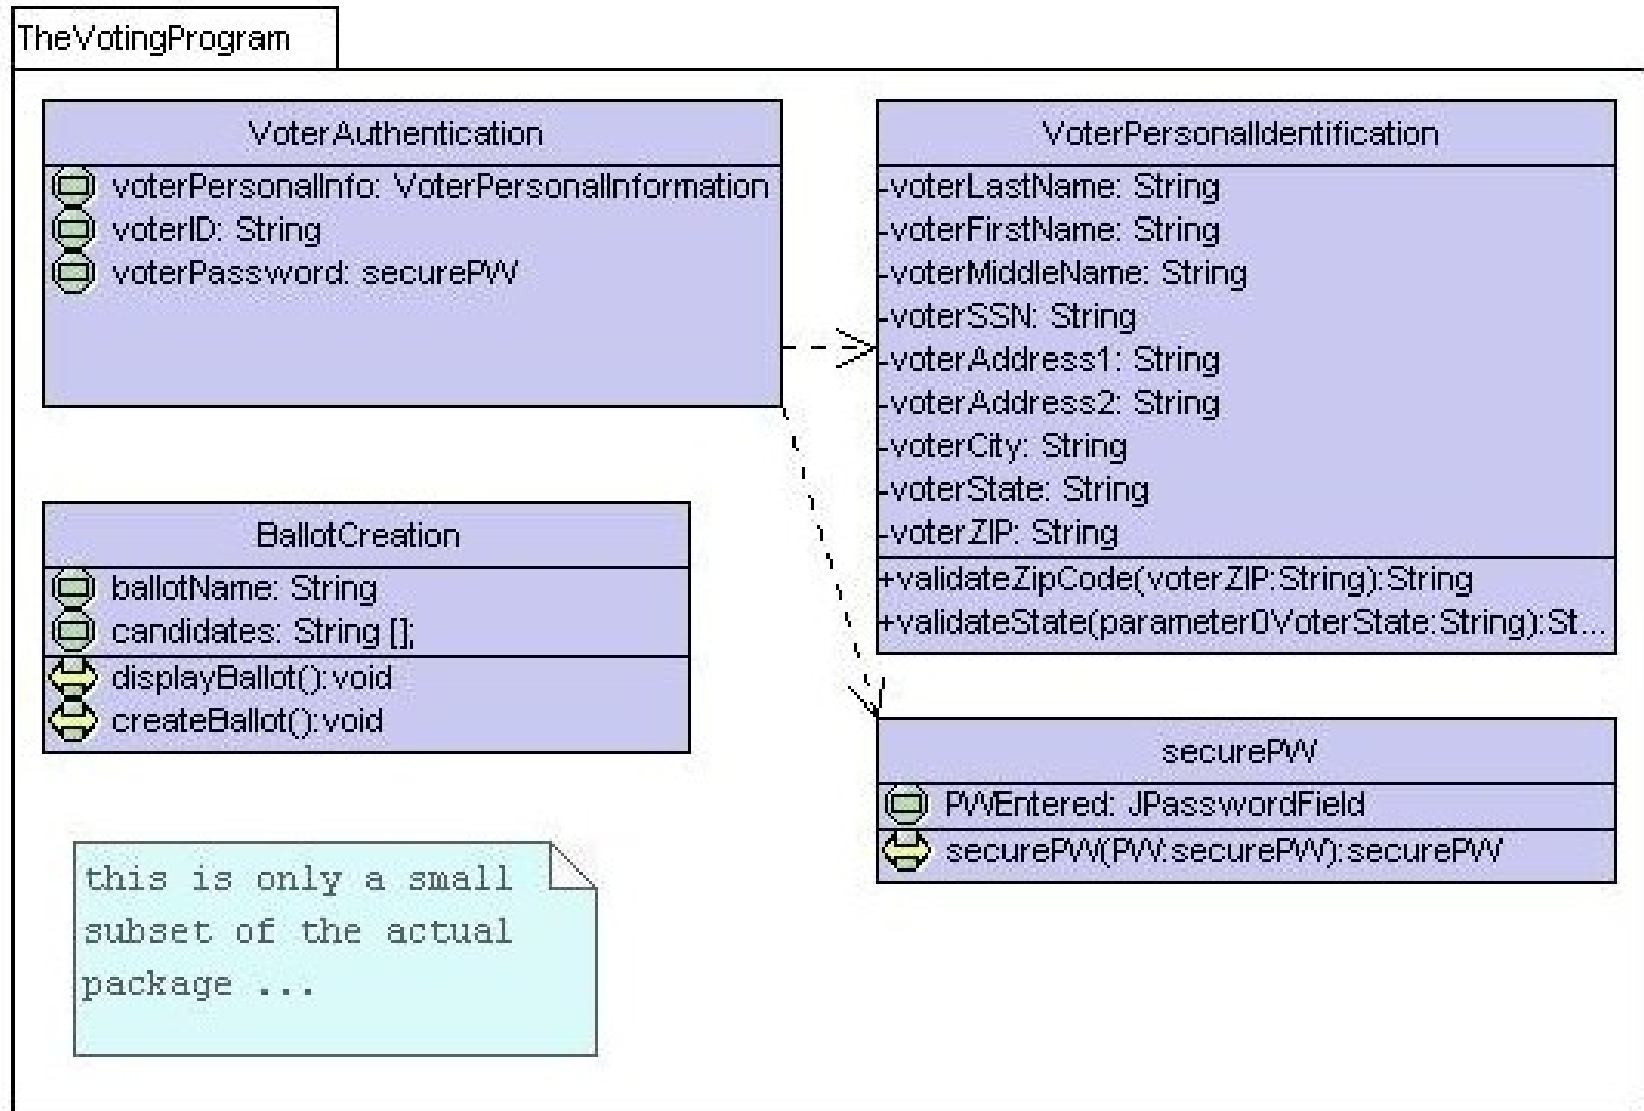 TheVotingProgram
VoterAuthentication
voterPersonalInfo: VoterPersonalInformation
voterID: String
voterPassword: securePW
VoterPersonalIdentification
-voterLastName: String
-voterFirstName: String
-voterMiddleName: String
-voterSSN: String
-voterAddress1: String
-voterAddress2: String
-voterCity: String
-voterState: String
-voterZIP: String
+validateZipCode(voterZIP:String):String
+validateState(parameter0VoterState:String):St...
BallotCreation
ballotName: String
candidates: String [];
displayBallot():void
createBallot():void
securePW
PWEntered: JPasswordField
securePW(PW:securePW):securePW
this is only a small
subset of the actual
package ...